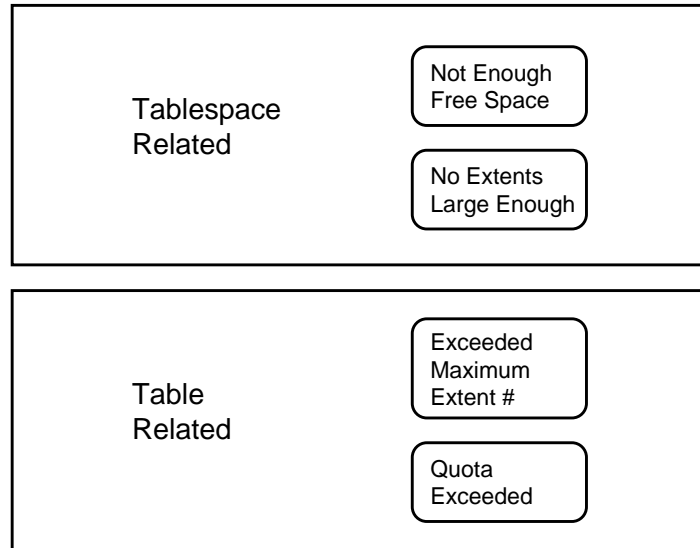 Tablespace
Related
Not Enough
Free Space
No Extents
Large Enough
Table
Related
Exceeded
Maximum
Extent #
Quota
Exceeded